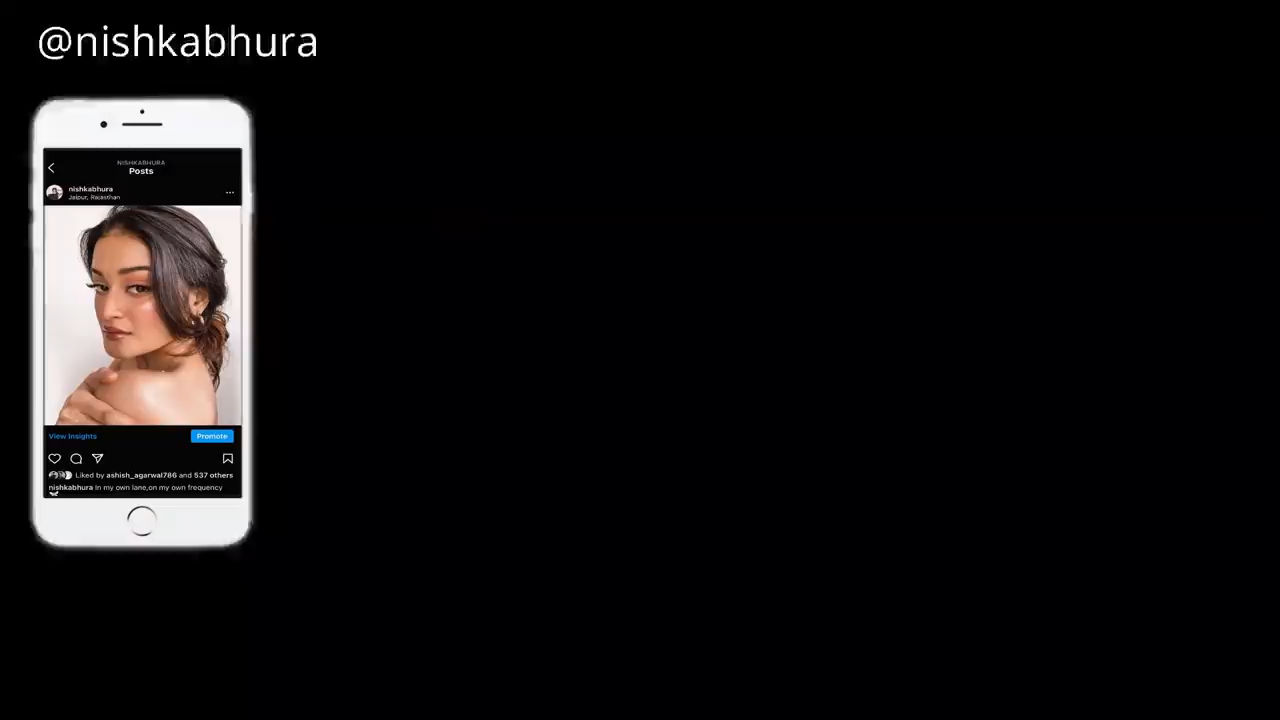 @nishkabhura
NISHKABHURA
Posts
nishkabhura
Jaipur, Rajasthan
View Insights
Promote
Liked by ashish_agarwal786 and 537 others
nishkabhura In my own lane,on my own frequency